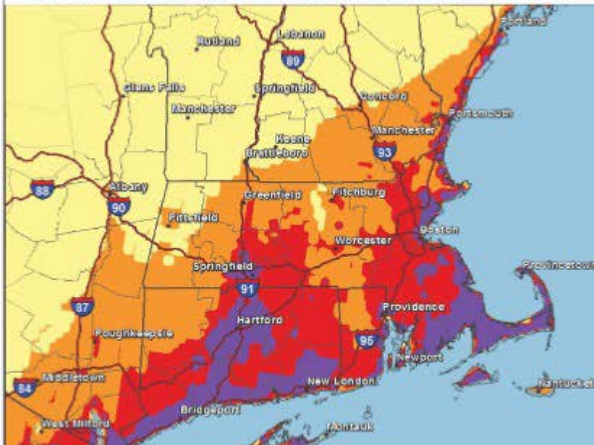 Portland
Rutland
Lebanon
89
Glens Falls
Springfield
Concord
Manchester
Portsmouth
Keene
Manchester
Brattleboro
93
88
Albany
90
Greenfield
Fitchburg
Pittsfield
Boston
Worcester
Springfield
Provincetown
91
87
Hartford
Providence
Poughkeepsie
95
Newport
84
Middletown
New London
Nantucket
Bridgeport
West Milford
Montauk